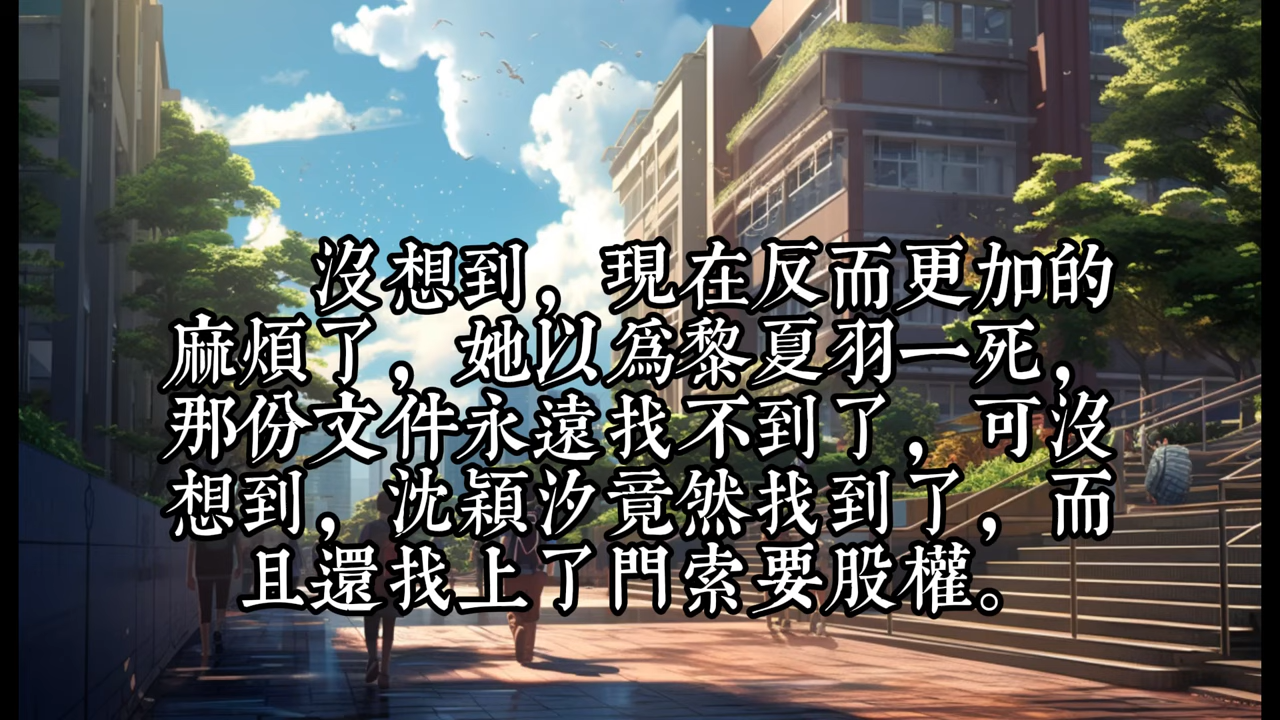 沒想到，現在反而更加的
麻煩了，她以爲黎夏羽一死，
那份文件永遠找不到了，可沒
想到，沈穎汐竟然找到了，而
且還找上了門索要股權。